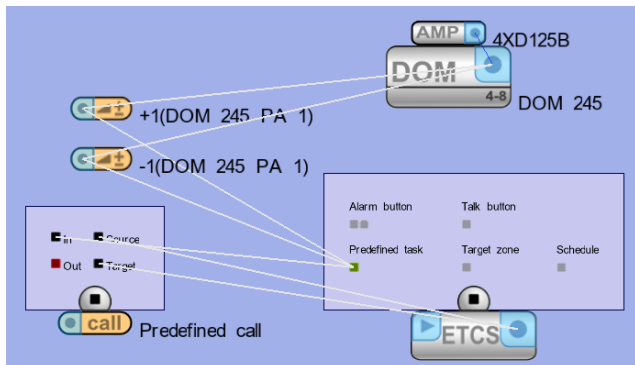 AMP
4XD125B
DOM
4-8
DOM 245
+1(DOM 245 PA 1)
-1(DOM 245 PA 1)
Alarm button
Talk button
Predefined task
Target zone
Schedule
In
Source
Out
Target
call
Predefined call
ETCS